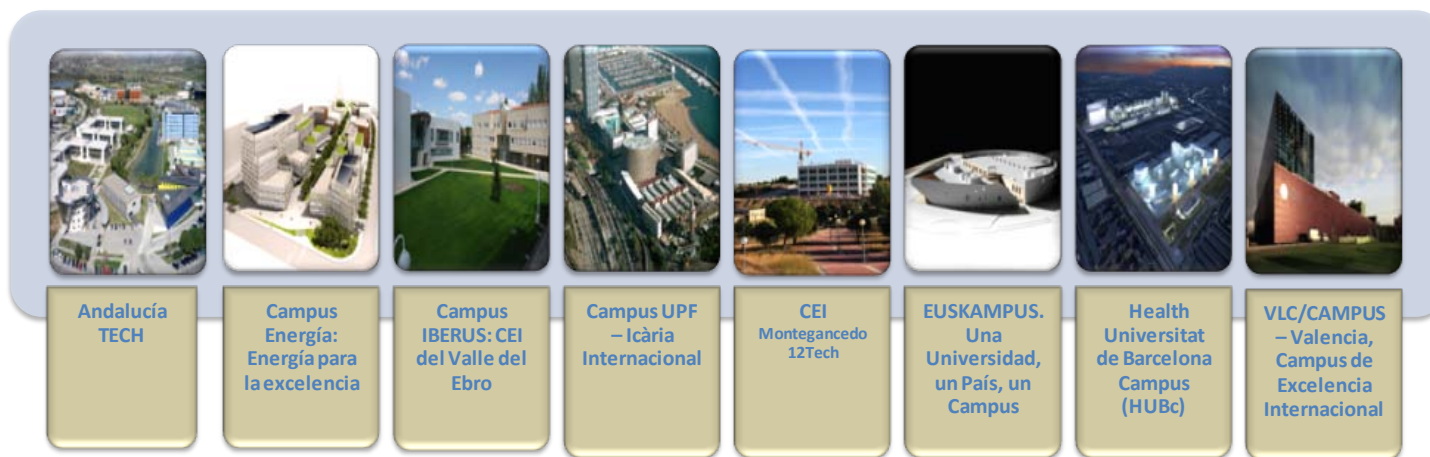 Andalucía
TECH
Campus
Energía:
Energía para
la excelencia
Campus
IBERUS: CEI
del Valle del
Ebro
Campus UPF
– Icària
Internacional
CEI
Montegancedo
12Tech
EUSKAMPUS.
Una
Universidad,
un País, un
Campus
Health
Universitat
de Barcelona
Campus
(HUBc)
VLC/CAMPUS
– Valencia,
Campus de
Excelencia
Internacional